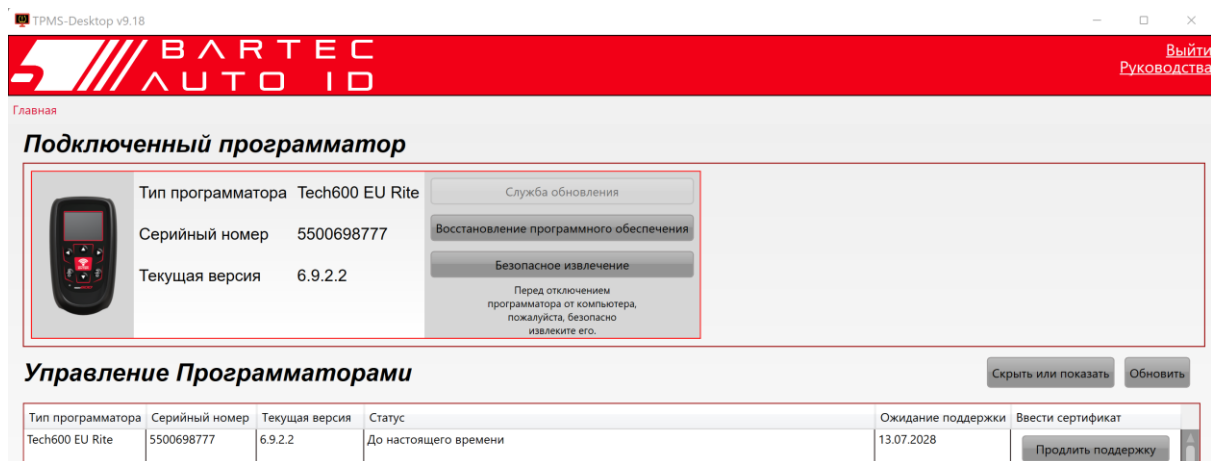 TPMS-Desktop v9.18
BARTEC
AUTO ID
Выйти
Руководства
Главная
Подключенный программатор
Тип программатора Tech600 EU Rite
Серийный номер 5500698777
Текущая версия 6.9.2.2
Служба обновления
Восстановление программного обеспечения
Безопасное извлечение
Перед отключением
программатора от компьютера,
пожалуйста, безопасно
извлеките его.
Управление Программаторами
Скрыть или показать Обновить
Тип программатора Серийный номер Текущая версия Статус Ожидание поддержки Ввести сертификат
Tech600 EU Rite 5500698777 6.9.2.2 До настоящего времени 13.07.2028 Продлить поддержку